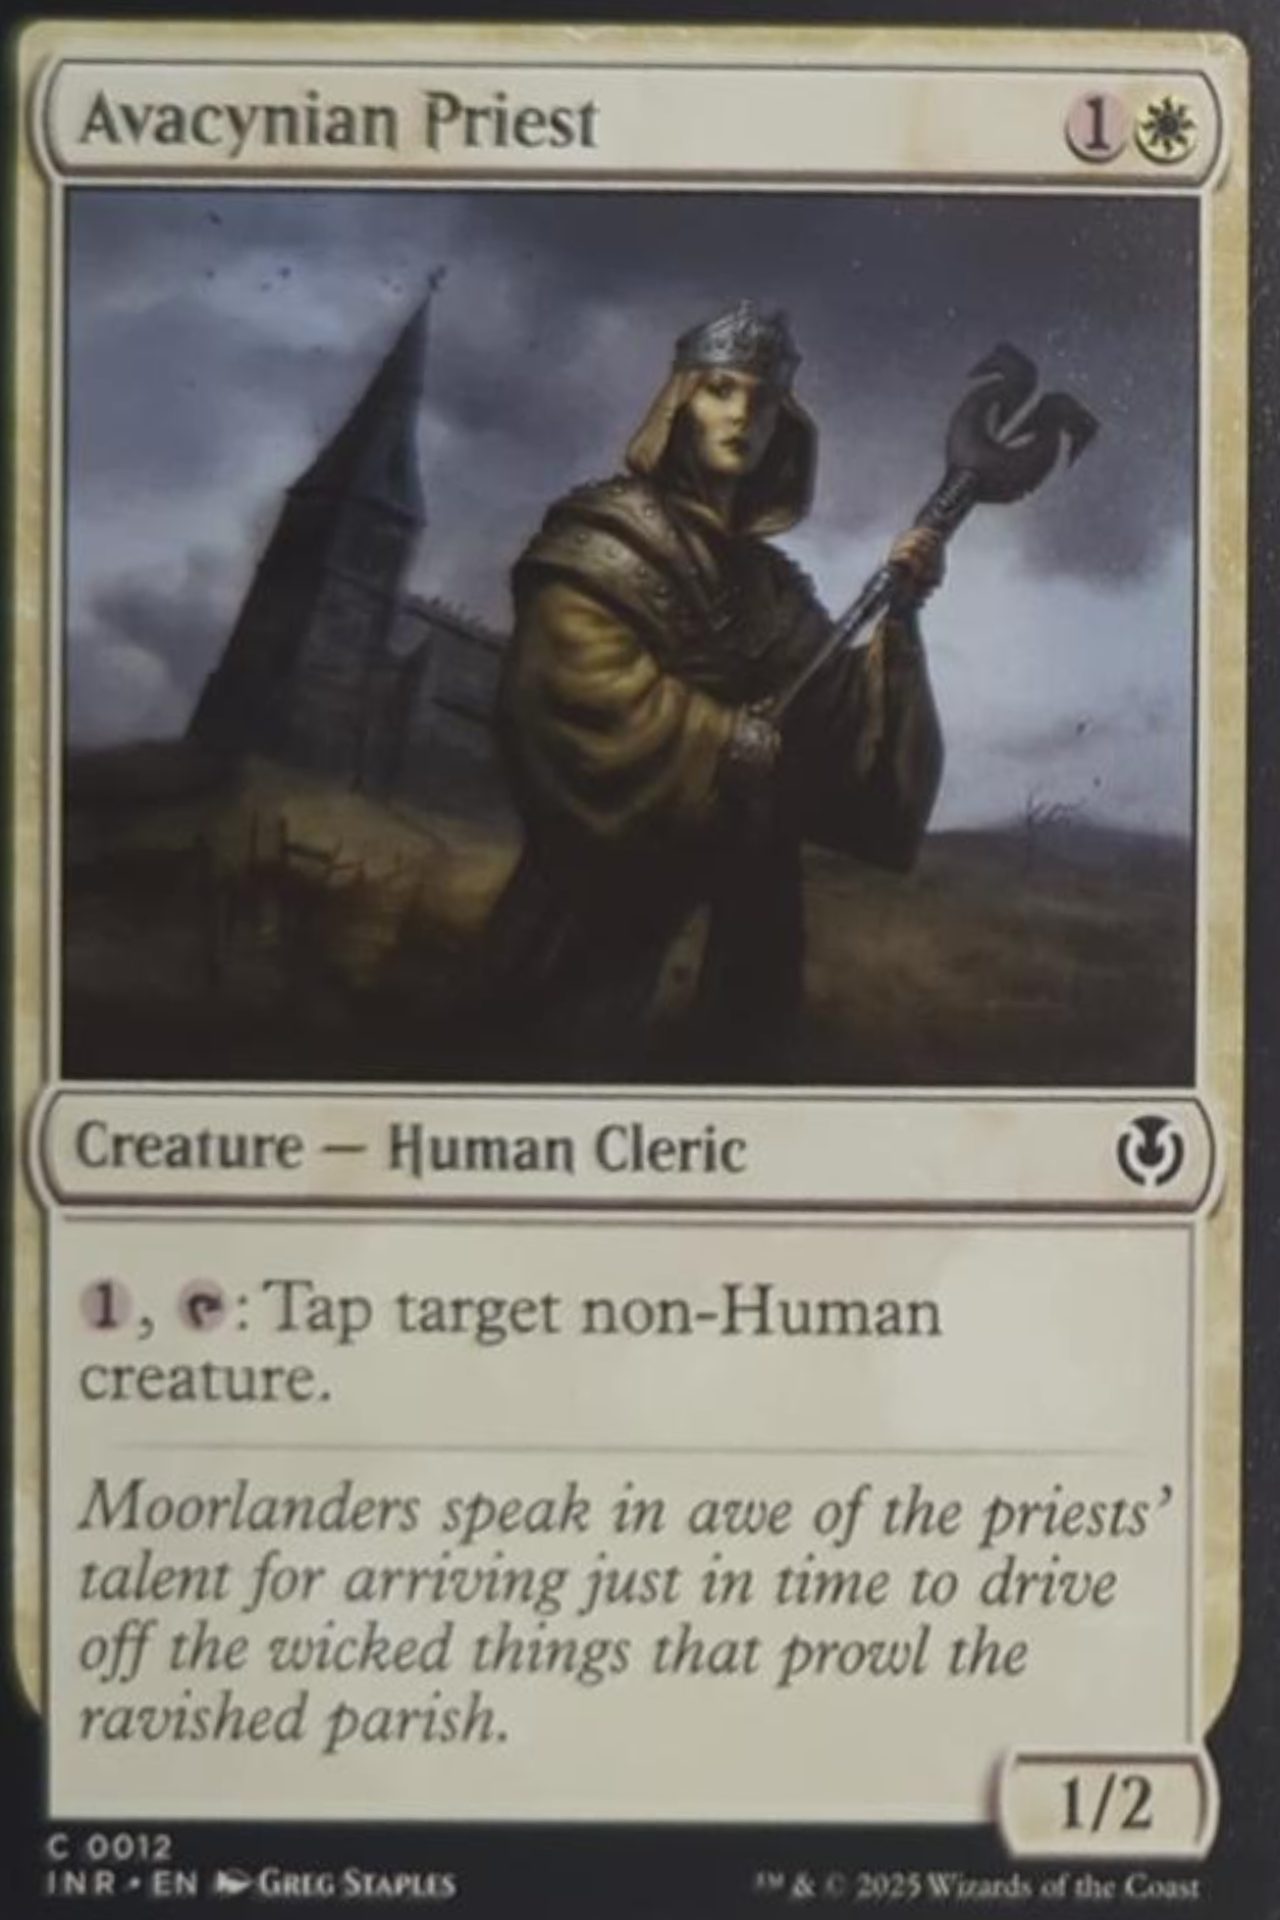 Avacynian Priest 1
Creature — Human Cleric
1, : Tap target non-Human
creature.
Moorlanders speak in awe of the priests’
talent for arriving just in time to drive
off the wicked things that prowl the
ravished parish.
1/2
C 0012
INR • EN Greg Staples
™ & © 2025 Wizards of the Coast